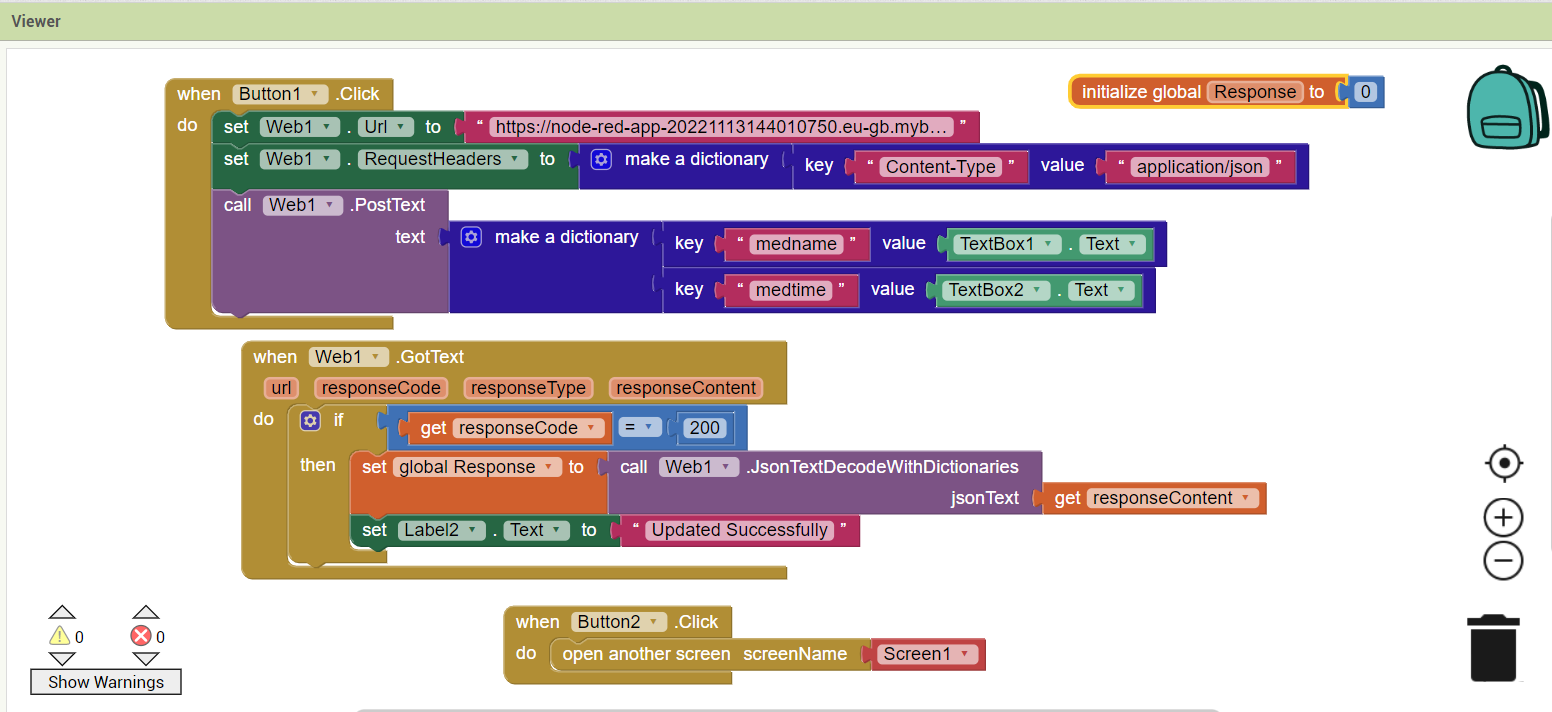 Viewer
when Button1 .Click
initialize global Response to 0
do set Web1 . Url to “ https://node-red-app-20221113144010750.eu-gb.myb... ”
set Web1 . RequestHeaders to make a dictionary key “ Content-Type ” value “ application/json ”
call Web1 .PostText
text make a dictionary key “ medname ” value TextBox1 . Text
key “ medtime ” value TextBox2 . Text
when Web1 .GotText
url responseCode responseType responseContent
do if get responseCode = 200
then set global Response to call Web1 .JsonTextDecodeWithDictionaries
jsonText get responseContent
set Label2 . Text to “ Updated Successfully ”
when Button2 .Click
do open another screen screenName Screen1
0 0
Show Warnings